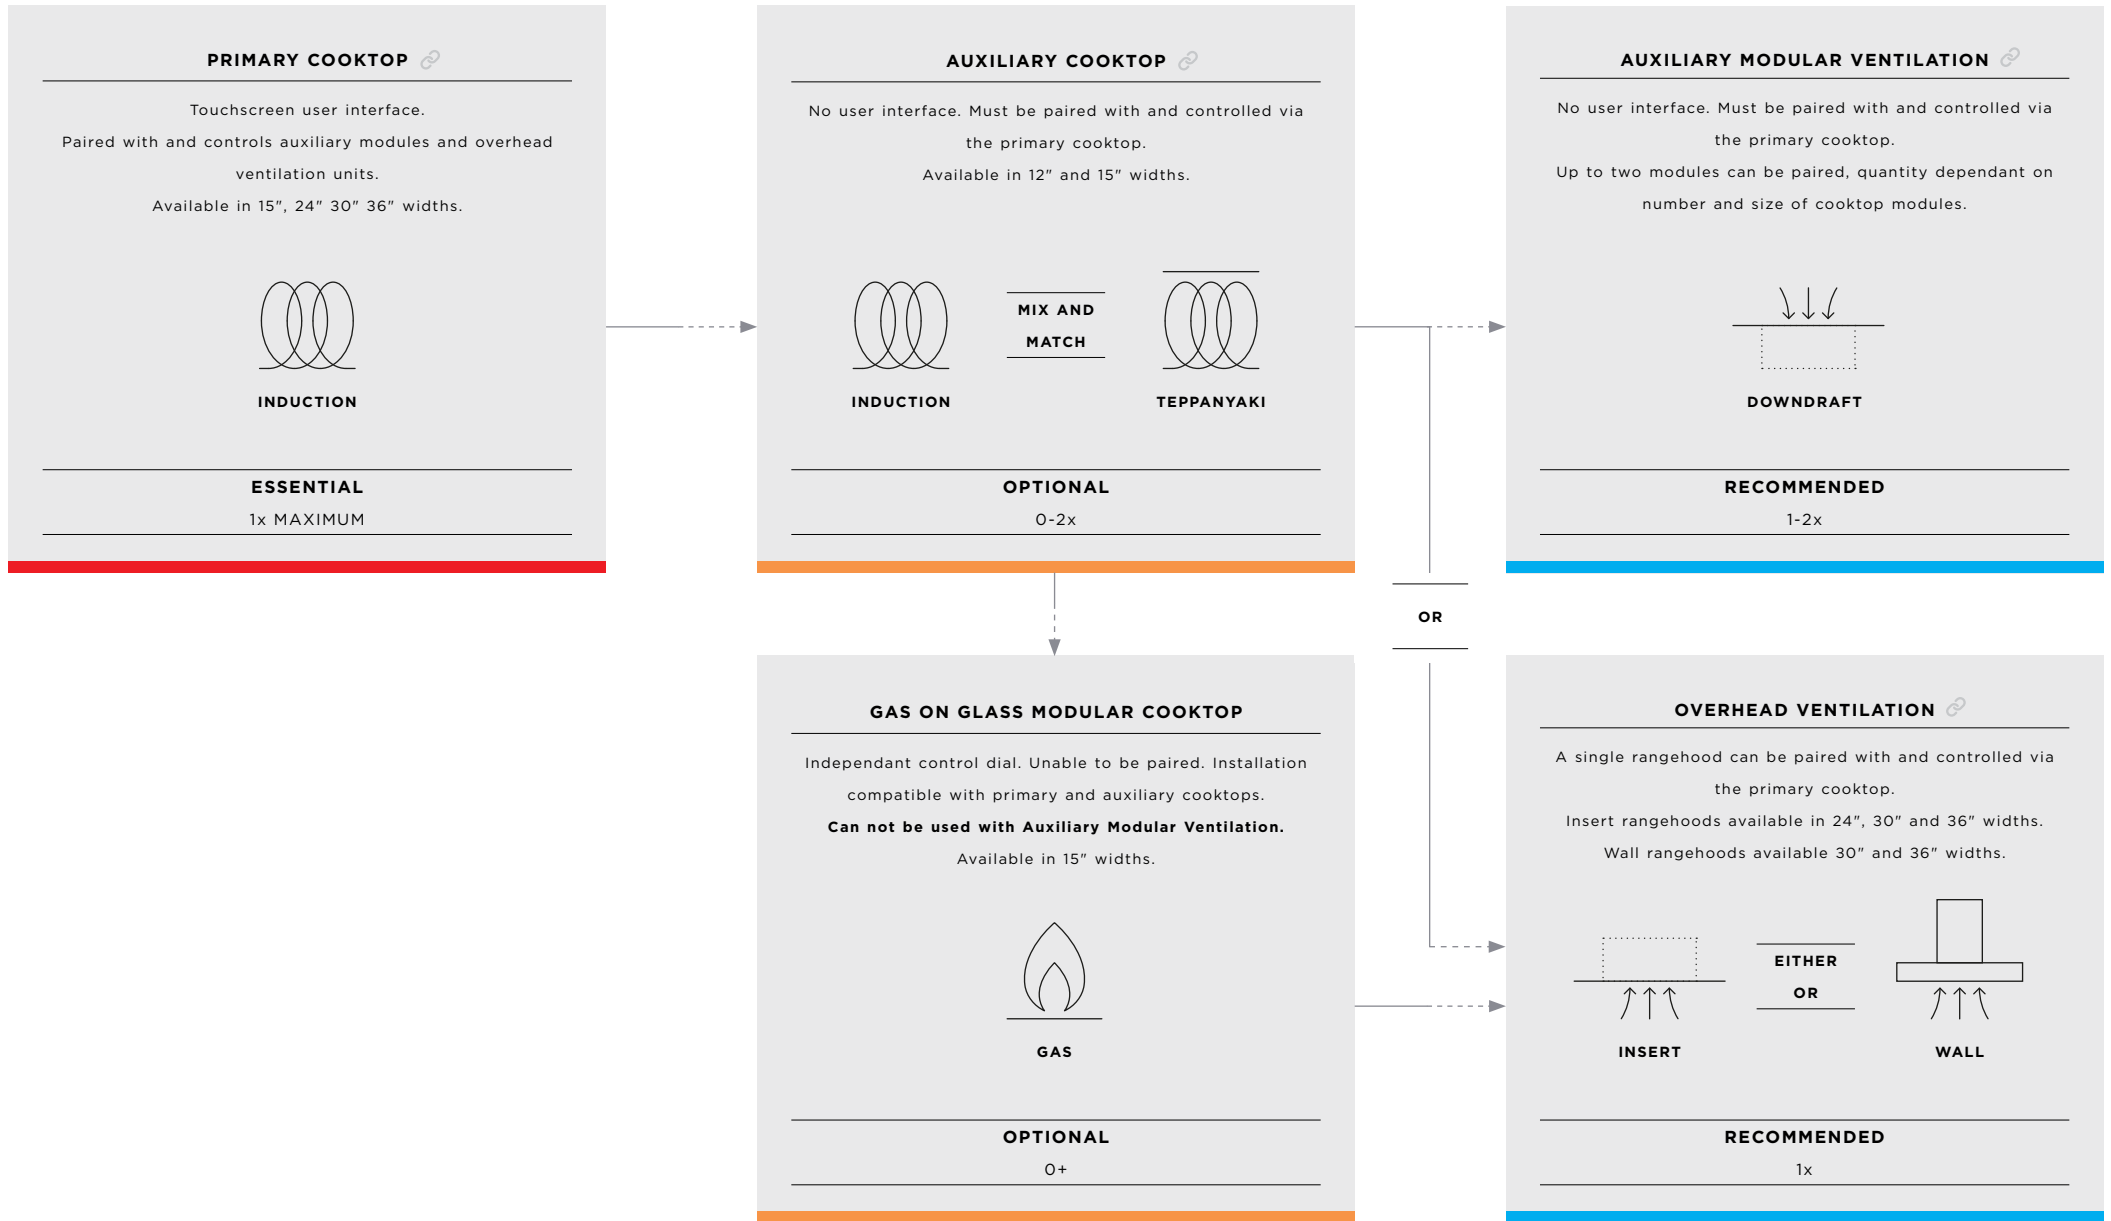 PRIMARY COOKTOP
Touchscreen user interface.
Paired with and controls auxiliary modules and overhead
ventilation units.
Available in 15", 24" 30" 36" widths.
INDUCTION
ESSENTIAL
1x MAXIMUM
AUXILIARY COOKTOP
No user interface. Must be paired with and controlled via
the primary cooktop.
Available in 12" and 15" widths.
INDUCTION
MIX AND
MATCH
TEPPANYAKI
OPTIONAL
0-2x
AUXILIARY MODULAR VENTILATION
No user interface. Must be paired with and controlled via
the primary cooktop.
Up to two modules can be paired, quantity dependant on
number and size of cooktop modules.
DOWNDRAFT
RECOMMENDED
1-2x
OR
GAS ON GLASS MODULAR COOKTOP
Independant control dial. Unable to be paired. Installation
compatible with primary and auxiliary cooktops.
Can not be used with Auxiliary Modular Ventilation.
Available in 15" widths.
GAS
OPTIONAL
0+
OVERHEAD VENTILATION
A single rangehood can be paired with and controlled via
the primary cooktop.
Insert rangehoods available in 24", 30" and 36" widths.
Wall rangehoods available 30" and 36" widths.
INSERT
EITHER
OR
WALL
RECOMMENDED
1x